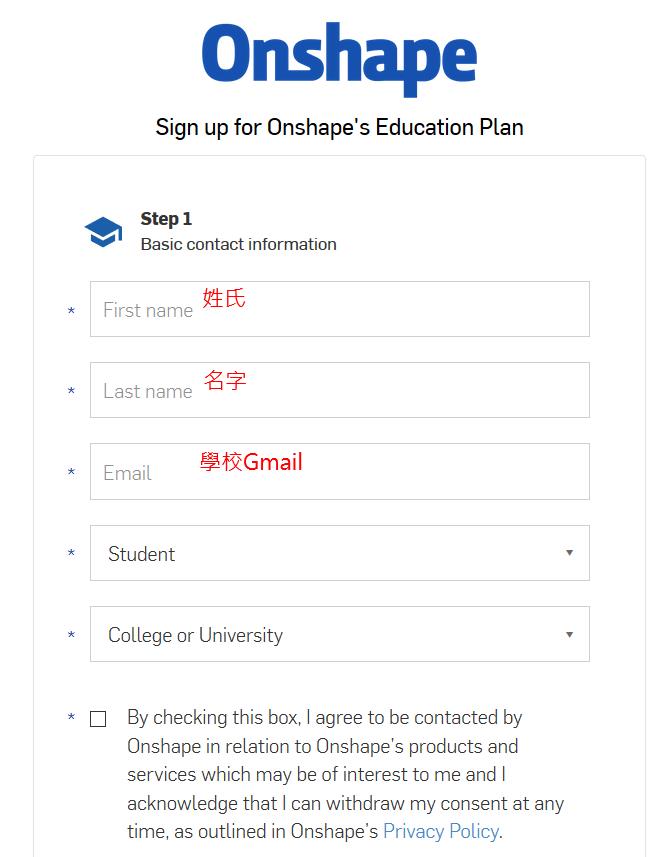 Onshape
Sign up for Onshape's Education Plan
Step 1
Basic contact information
* First name 姓氏
* Last name 名字
* Email 學校Gmail
* Student
* College or University
* By checking this box, I agree to be contacted by
Onshape in relation to Onshape's products and
services which may be of interest to me and I
acknowledge that I can withdraw my consent at any
time, as outlined in Onshape's Privacy Policy.